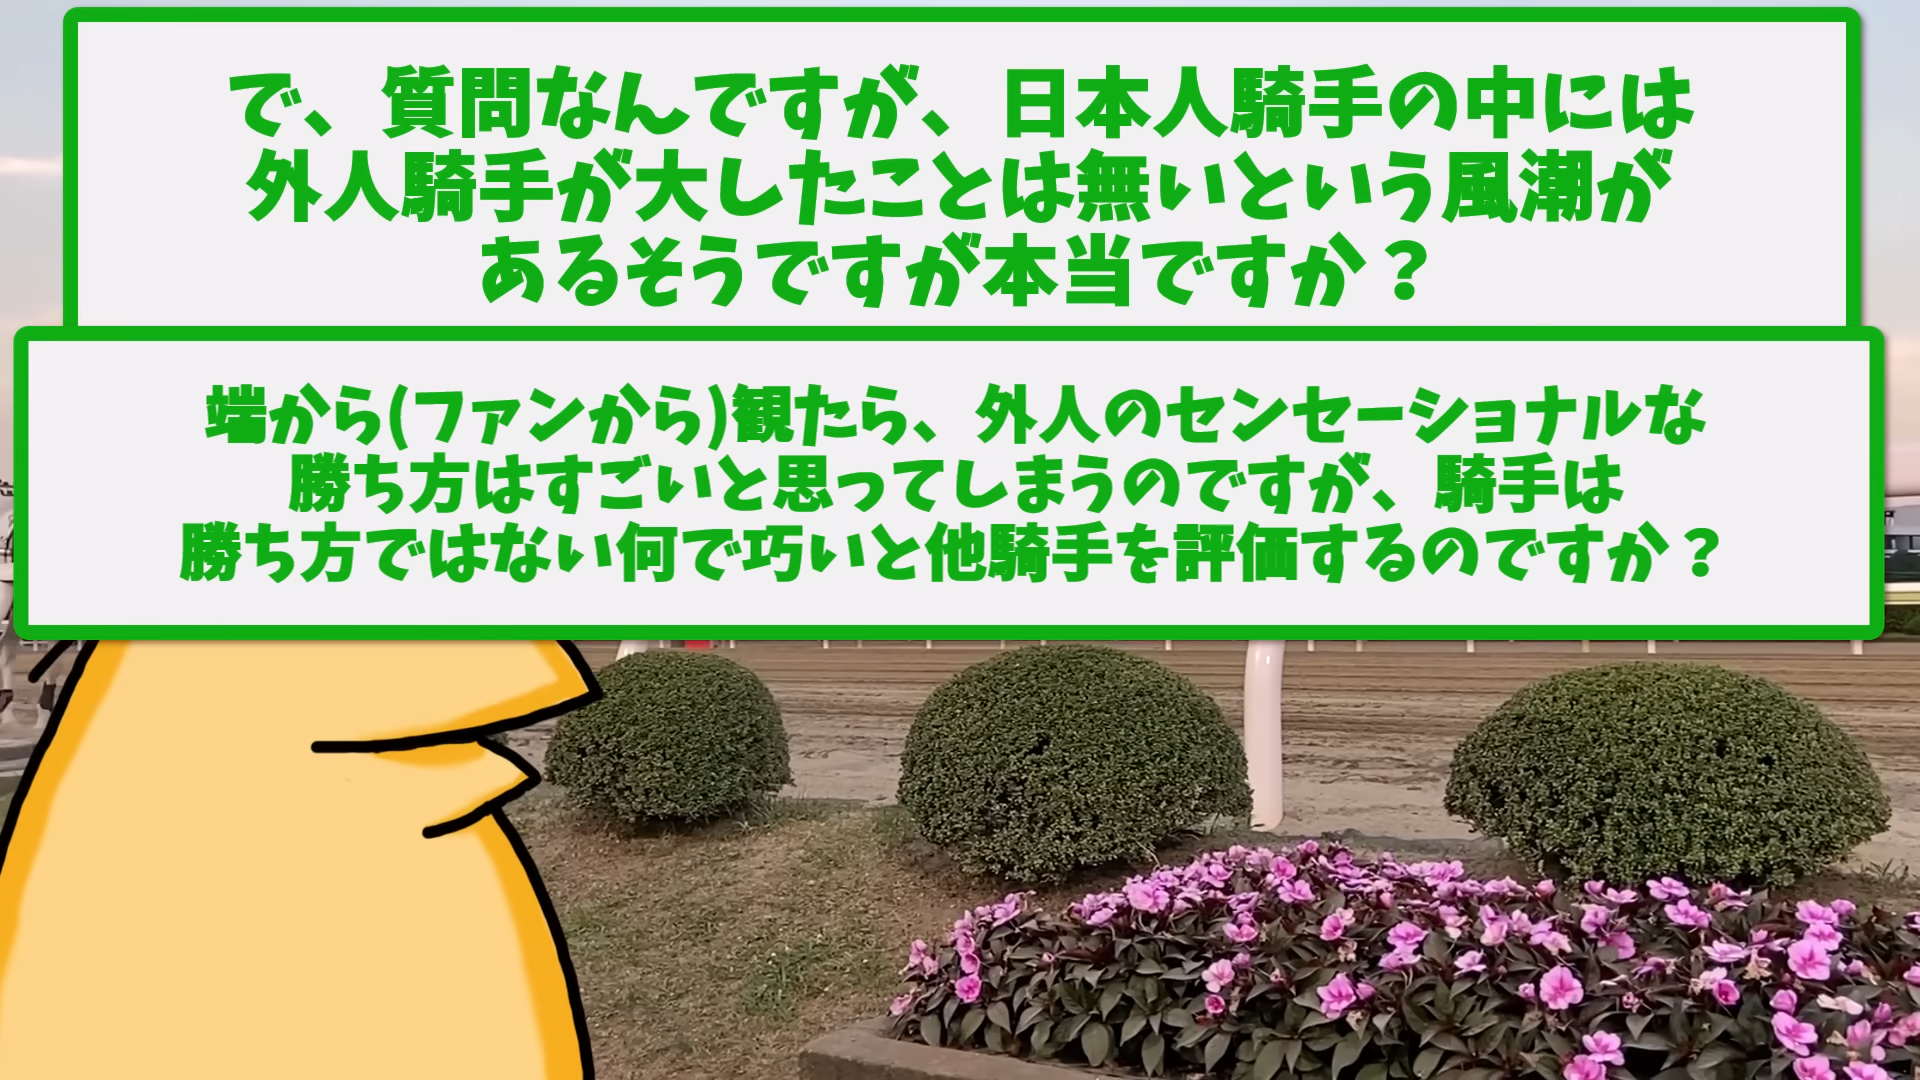 で、質問なんですが、日本人騎手の中には
外人騎手が大したことは無いという風潮が
あるそうですが本当ですか？
端から(ファンから)観たら、外人のセンセーショナルな
勝ち方はすごいと思ってしまうのですが、騎手は
勝ち方ではない何で巧いと他騎手を評価するのですか？